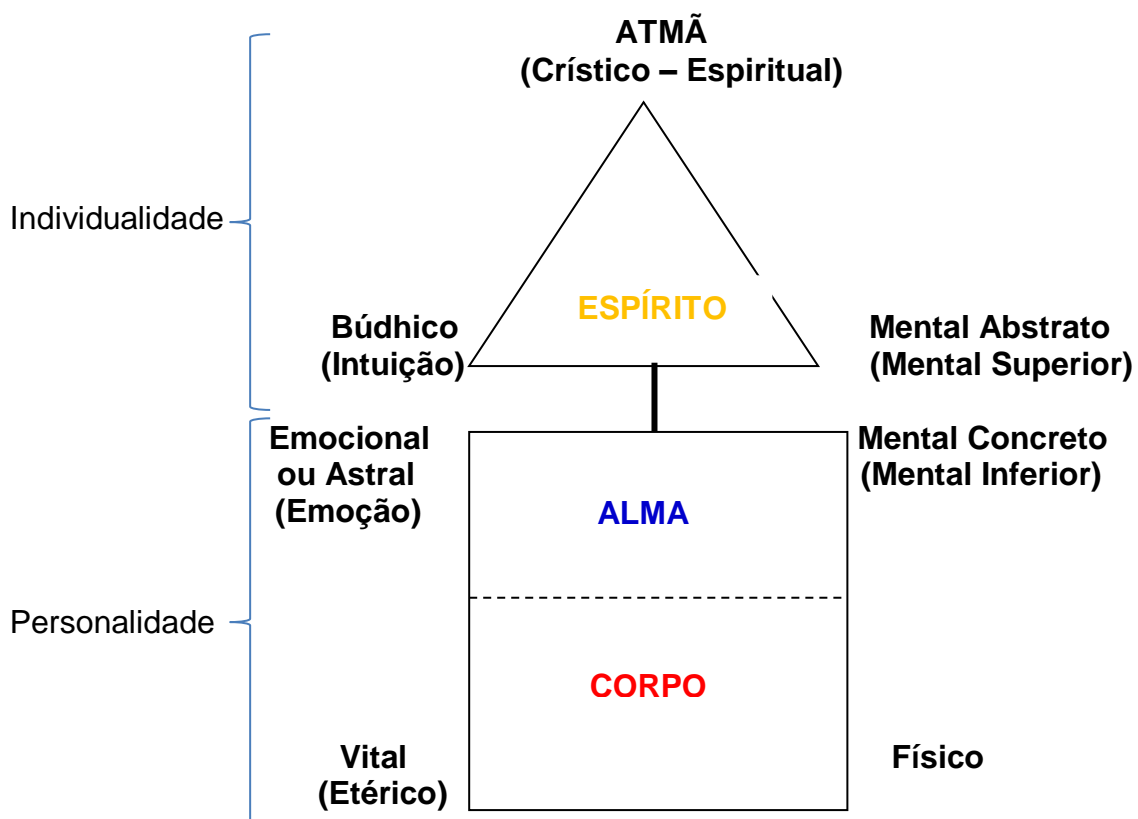 ATMÃ
(Crístico – Espiritual)
Individualidade
ESPÍRITO
Búdhico
(Intuição)
Mental Abstrato
(Mental Superior)
Emocional
ou Astral
(Emoção)
Mental Concreto
(Mental Inferior)
ALMA
Personalidade
CORPO
Vital
(Etérico)
Físico